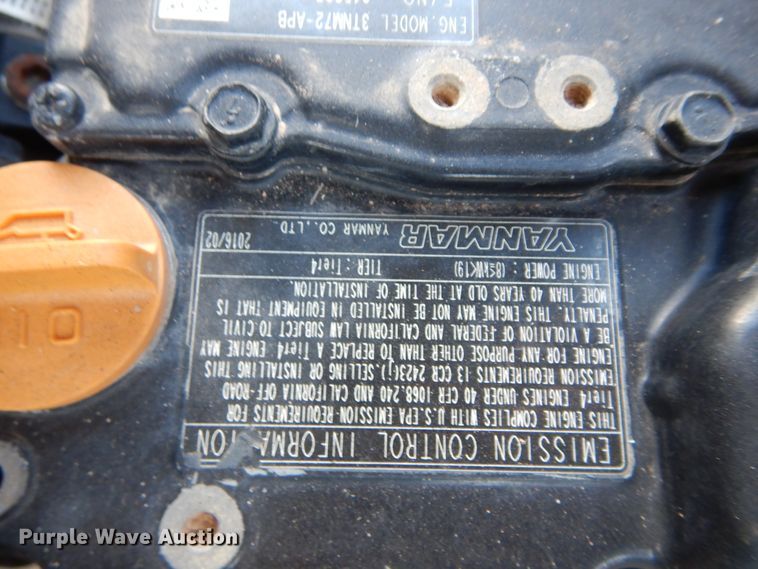 EMISSION CONTROL INFORMATION
THIS ENGINE COMPLIES WITH U.S.EPA EMISSION REQUIREMENTS FOR
Tier4 ENGINES UNDER 40 CFR 1068.240 AND CALIFORNIA OFF-ROAD
EMISSION REQUIREMENTS 13 CCR 2423(j).SELLING OR INSTALLING THIS
ENGINE FOR ANY PURPOSE OTHER THAN TO REPLACE A Tier4 ENGINE MAY
BE A VIOLATION OF FEDERAL AND CALIFORNIA LAW SUBJECT TO CIVIL
PENALTY. THIS ENGINE MAY NOT BE INSTALLED IN EQUIPMENT THAT IS
MORE THAN 40 YEARS OLD AT THE TIME OF INSTALLATION.
ENGINE POWER : (8≤kW<19) TIER : Tier4
YANMAR YANMAR CO.,LTD. 2016/02
ENG.MODEL 3TNM72-APB
OIL
Purple Wave Auction